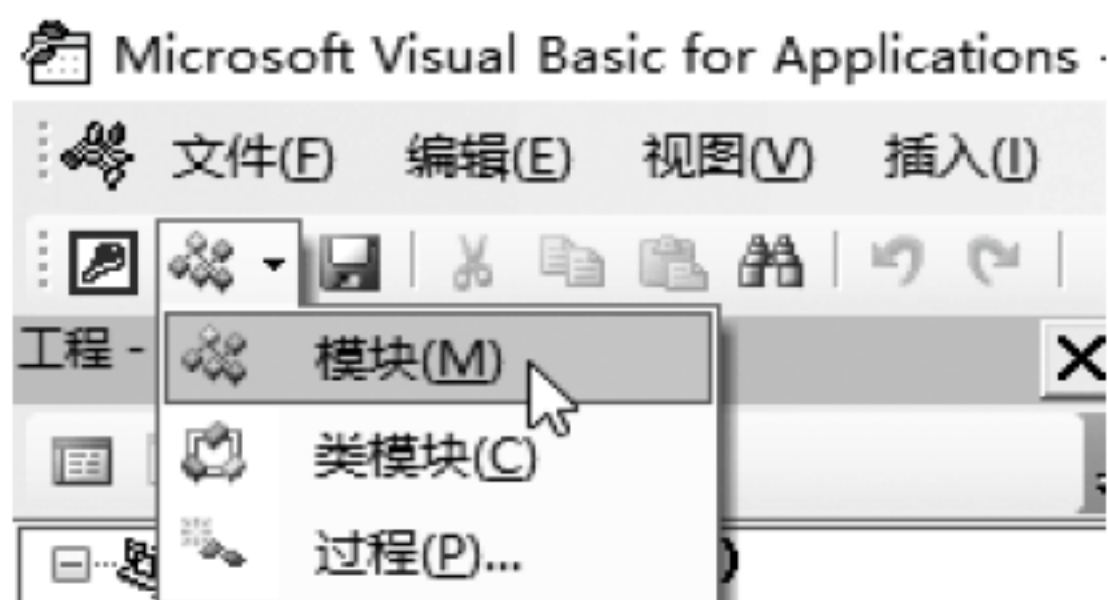 Microsoft Visual Basic for Applications -
文件(F) 编辑(E) 视图(V) 插入(I)
工程 -
模块(M)
类模块(C)
过程(P)...
)